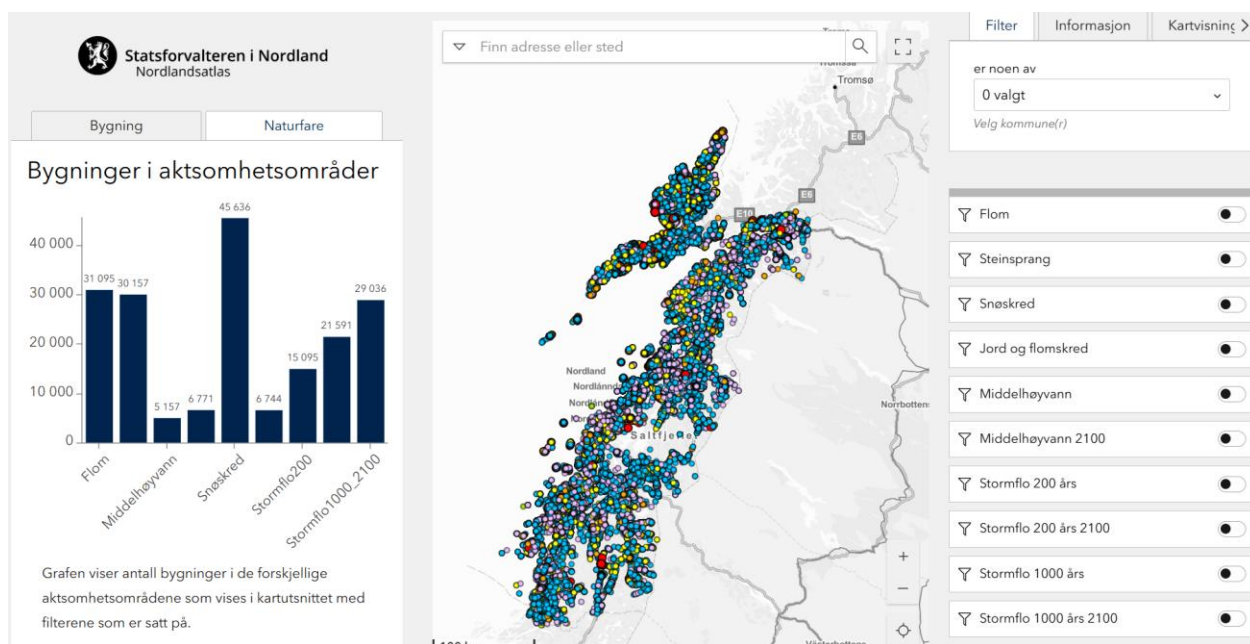 Statsforvalteren i Nordland
Nordlandsatlas
Bygning
Naturfare
Bygninger i aktsomhetsområder
45 636
40 000
31 095
30 157
29 036
30 000
21 591
20 000
15 095
10 000
5 157
6 771
6 744
0
Flom
Middelhøyvann
Snøskred
Stormflo200
Stormflo1000_2100
Grafen viser antall bygninger i de forskjellige
aktsomhetsområdene som vises i kartutsnittet med
filterene som er satt på.
Finn adresse eller sted
Tromsø
E6
E6
E10
Nordland
Saltfjellet
+
−
Filter
Informasjon
er noen av
0 valgt
Velg kommune(r)
Flom
Steinsprang
Snøskred
Jord og flomskred
Middelhøyvann
Middelhøyvann 2100
Stormflo 200 års
Stormflo 200 års 2100
Stormflo 1000 års
Stormflo 1000 års 2100